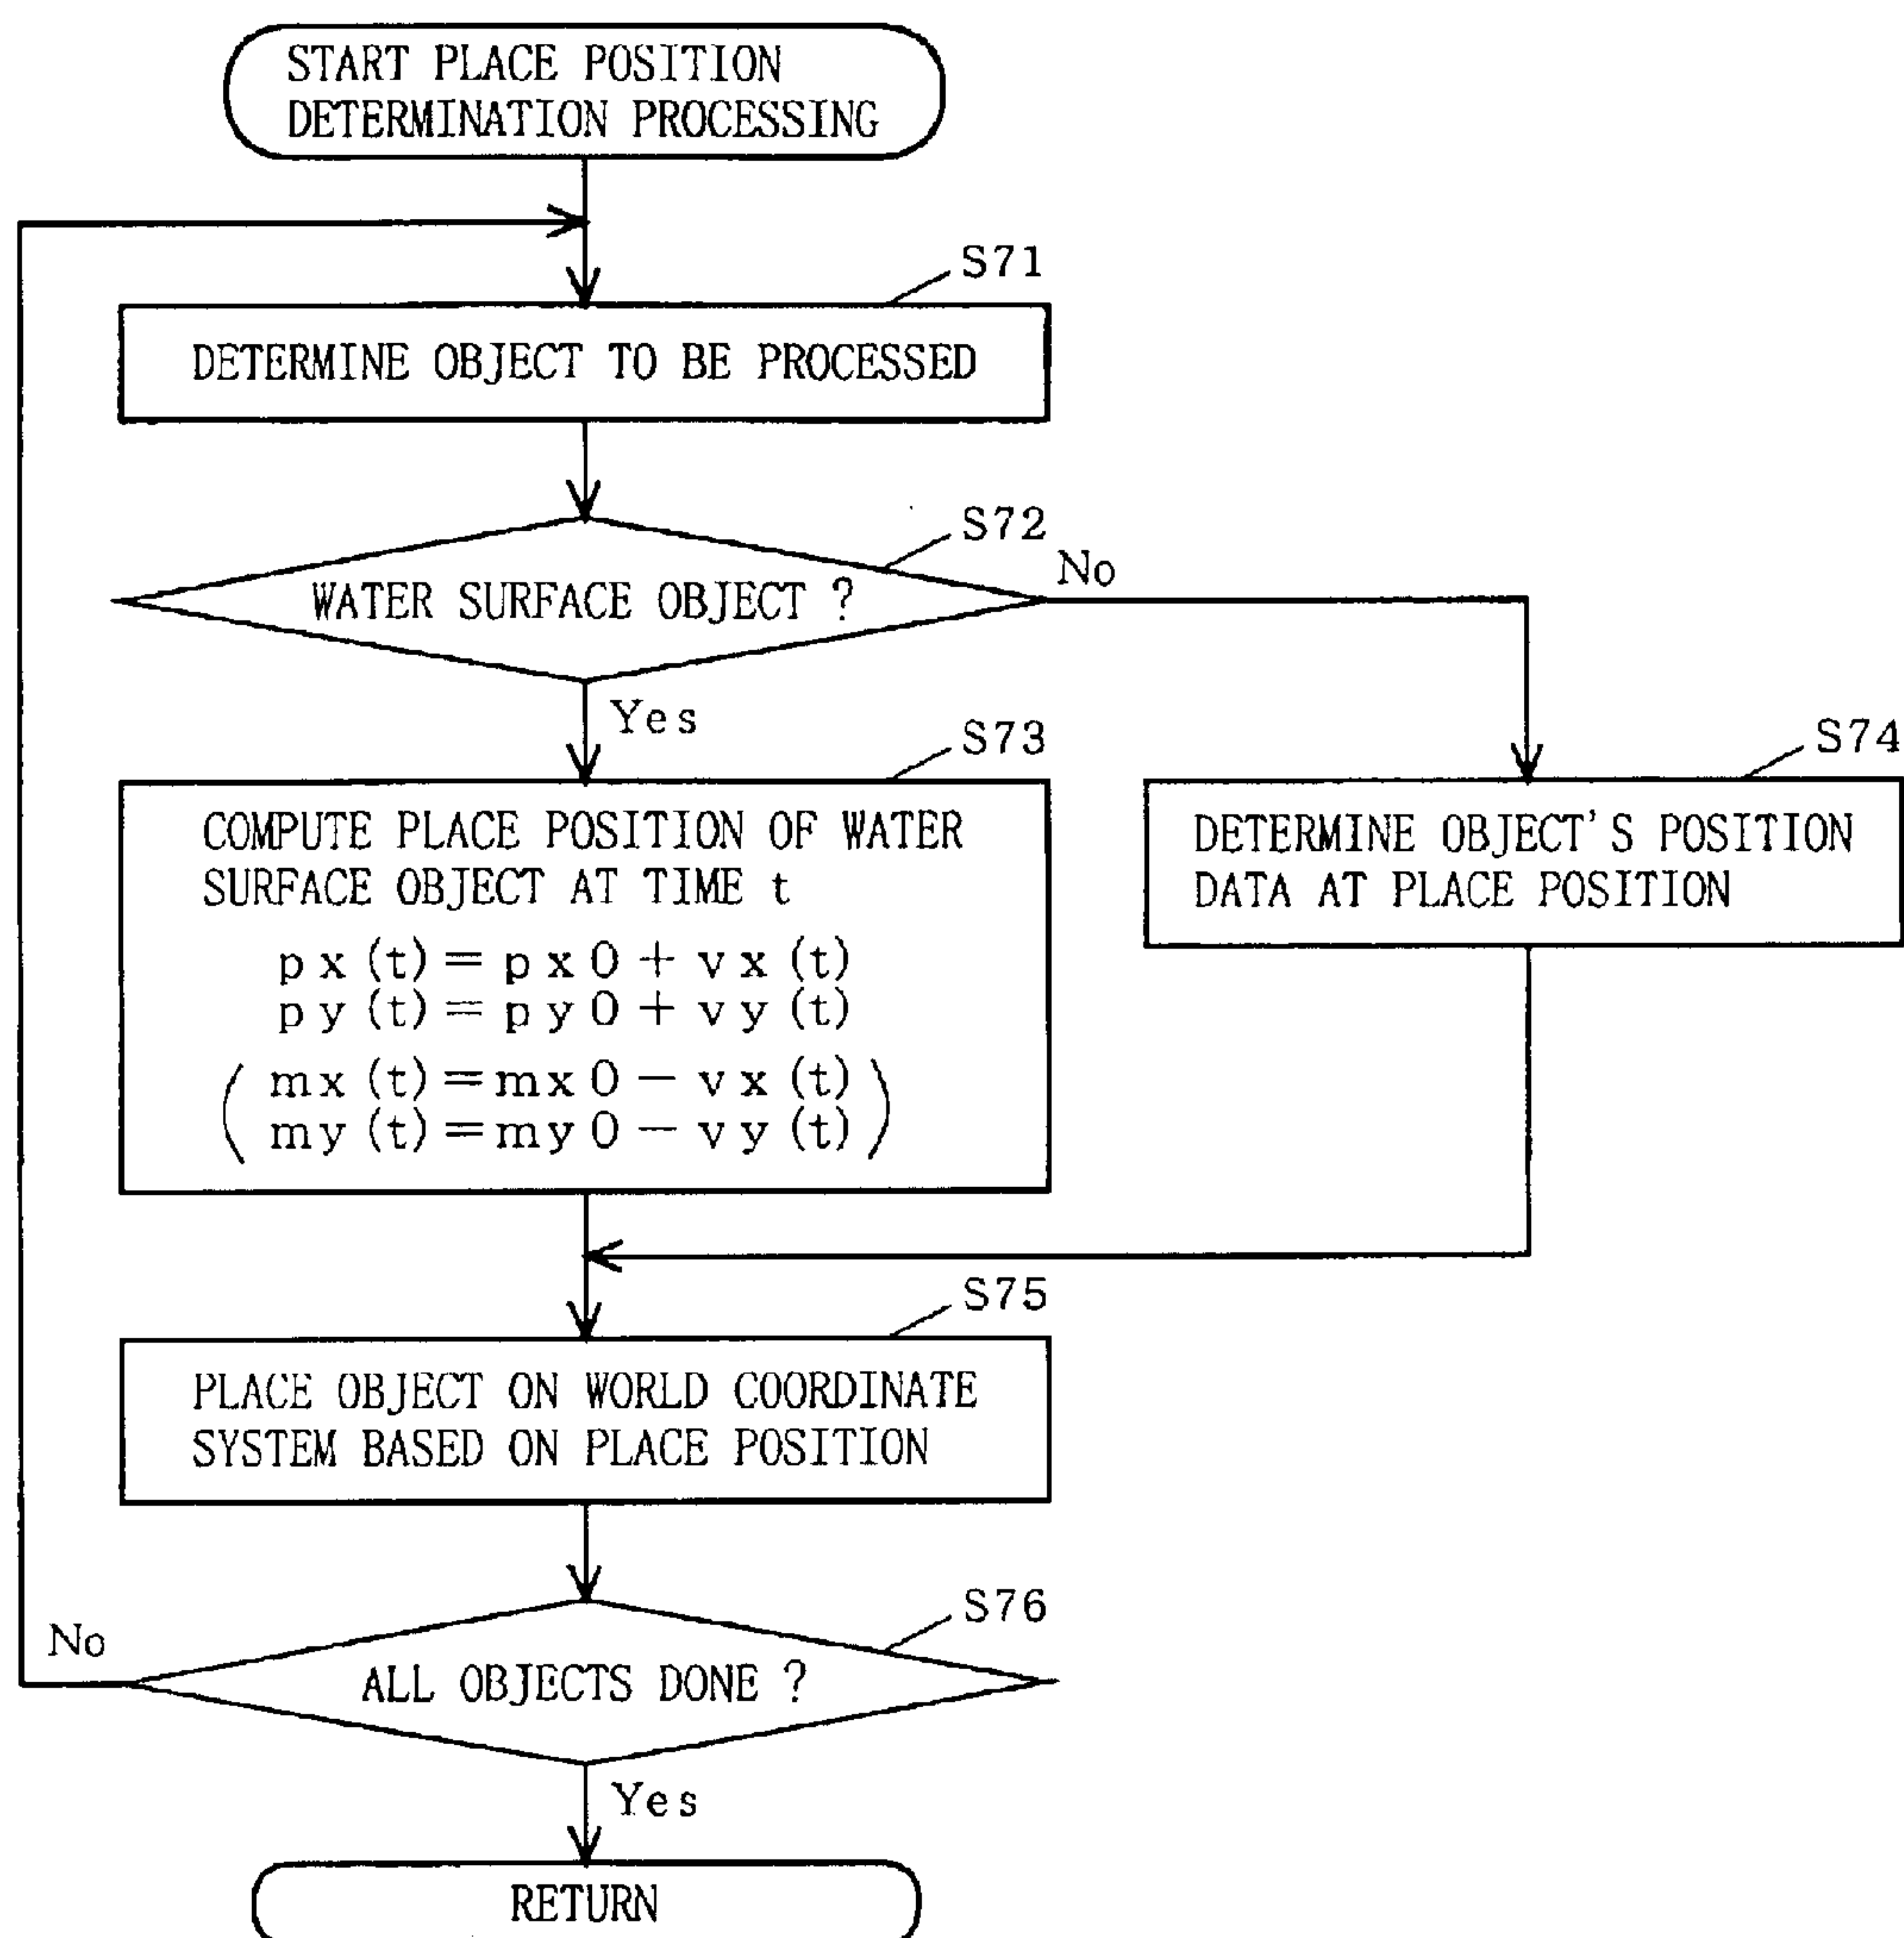 START PLACE POSITION
DETERMINATION PROCESSING
S71
DETERMINE OBJECT TO BE PROCESSED
S72
WATER SURFACE OBJECT ?
No
Yes
S73
COMPUTE PLACE POSITION OF WATER
SURFACE OBJECT AT TIME t
px(t)=px0+vx(t)
py(t)=py0+vy(t)
(mx(t)=mx0-vx(t)
my(t)=my0-vy(t))
S74
DETERMINE OBJECT'S POSITION
DATA AT PLACE POSITION
S75
PLACE OBJECT ON WORLD COORDINATE
SYSTEM BASED ON PLACE POSITION
S76
ALL OBJECTS DONE ?
No
Yes
RETURN